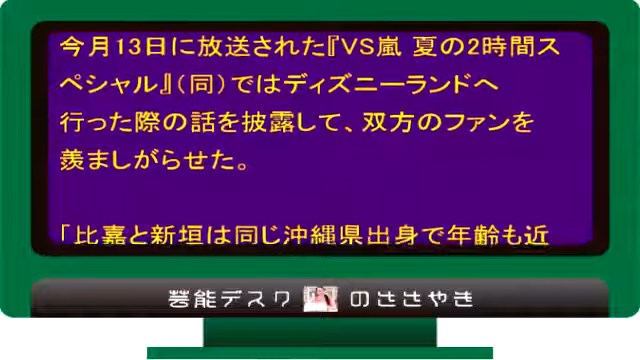 今月13日に放送された『VS嵐 夏の2時間ス
ペシャル』（同）ではディズニーランドへ
行った際の話を披露して、双方のファンを
羨ましがらせた。
「比嘉と新垣は同じ沖縄県出身で年齢も近
芸能デスク のささやき